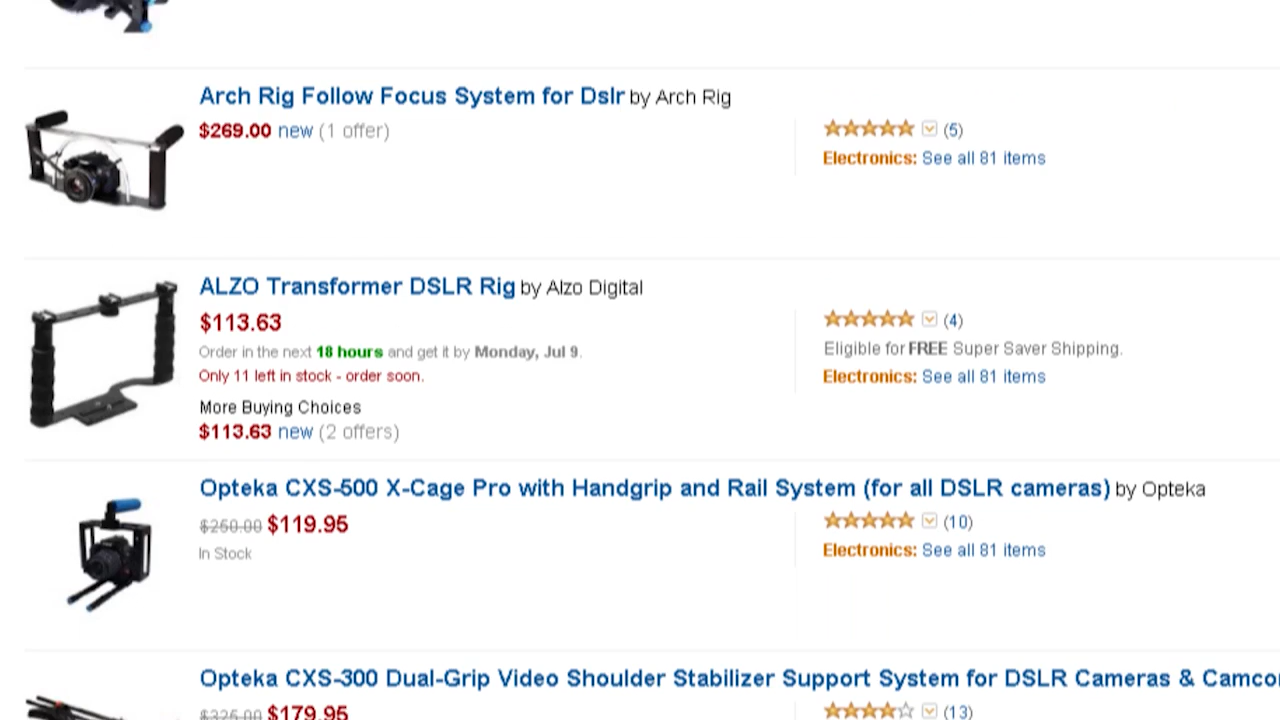 Arch Rig Follow Focus System for Dslr by Arch Rig
$269.00 new (1 offer)
(5)
Electronics: See all 81 items
ALZO Transformer DSLR Rig by Alzo Digital
$113.63
Order in the next 18 hours and get it by Monday, Jul 9.
Only 11 left in stock - order soon.
More Buying Choices
$113.63 new (2 offers)
(4)
Eligible for FREE Super Saver Shipping.
Electronics: See all 81 items
Opteka CXS-500 X-Cage Pro with Handgrip and Rail System (for all DSLR cameras) by Opteka
$260.00 $119.95
In Stock
(10)
Electronics: See all 81 items
Opteka CXS-300 Dual-Grip Video Shoulder Stabilizer Support System for DSLR Cameras & Camco
$325.00 $179.95
(13)